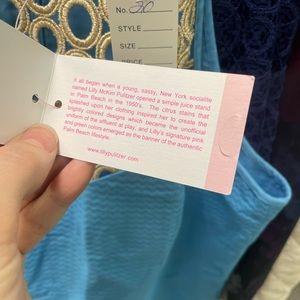 No. 20
STYLE
SIZE
PRICE
It all began when a young, sassy, New York socialite
named Lilly McKim Pulitzer opened a simple juice stand
in Palm Beach in the 1950's. The citrus stains that
splashed upon her clothing inspired her to create the
brightly colored designs which became the unofficial
uniform of the affluent at play, and Lilly's signature pink
and green colors emerged as the banner of the authentic
Palm Beach lifestyle.
www.lillypulitzer.com